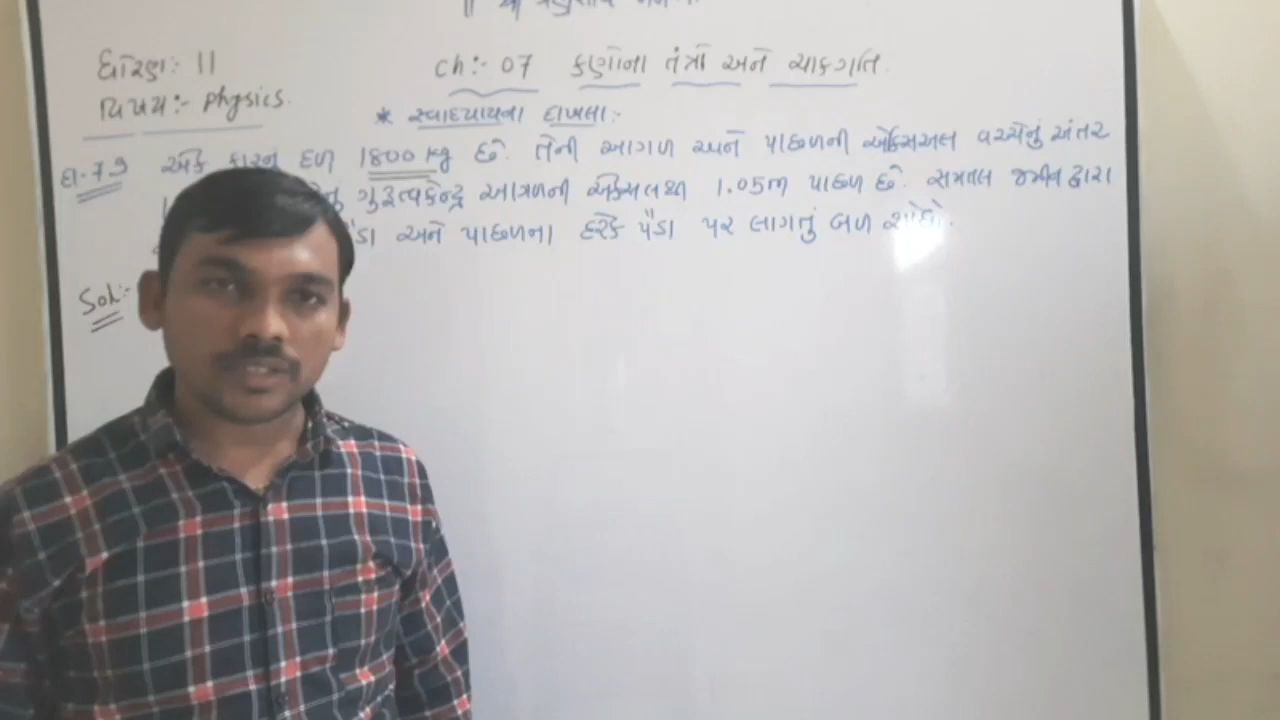 ધોરણ:- 11
ch:- 07 કણોના તંત્રો અને ચાકગતિ
વિષય:- physics.
* સ્વાધ્યાયના દાખલા:-
દા-7.9 એક કારનું દળ 1800 kg છે. તેની આગળ અને પાછળની એક્સિઅલ વચ્ચેનું અંતર
ગુરુત્વકેન્દ્ર આગળની એક્સલથી 1.05m પાછળ છે. સમતલ જમીન દ્વારા
અને પાછળના દરેક પૈડા પર લાગતું બળ શોધો.
Sol:-